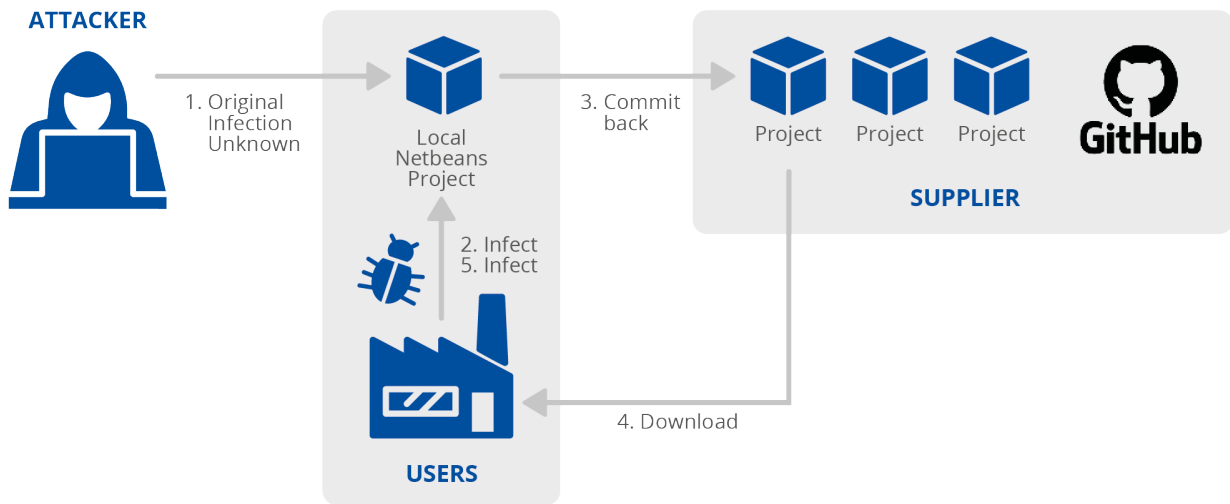 ATTACKER
1. Original
Infection
Unknown
Local
Netbeans
Project
3. Commit
back
Project
Project
Project
GitHub
SUPPLIER
2. Infect
5. Infect
4. Download
USERS